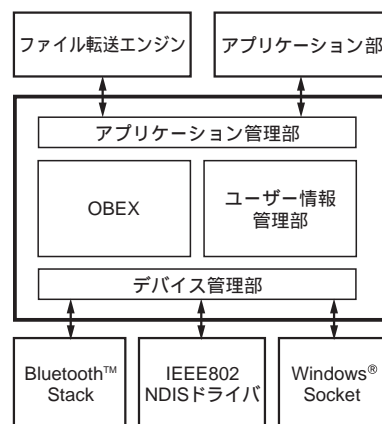 ファイル転送エンジン
アプリケーション部
アプリケーション管理部
OBEX
ユーザー情報
管理部
デバイス管理部
Bluetooth™
Stack
IEEE802
NDISドライバ
Windows®
Socket